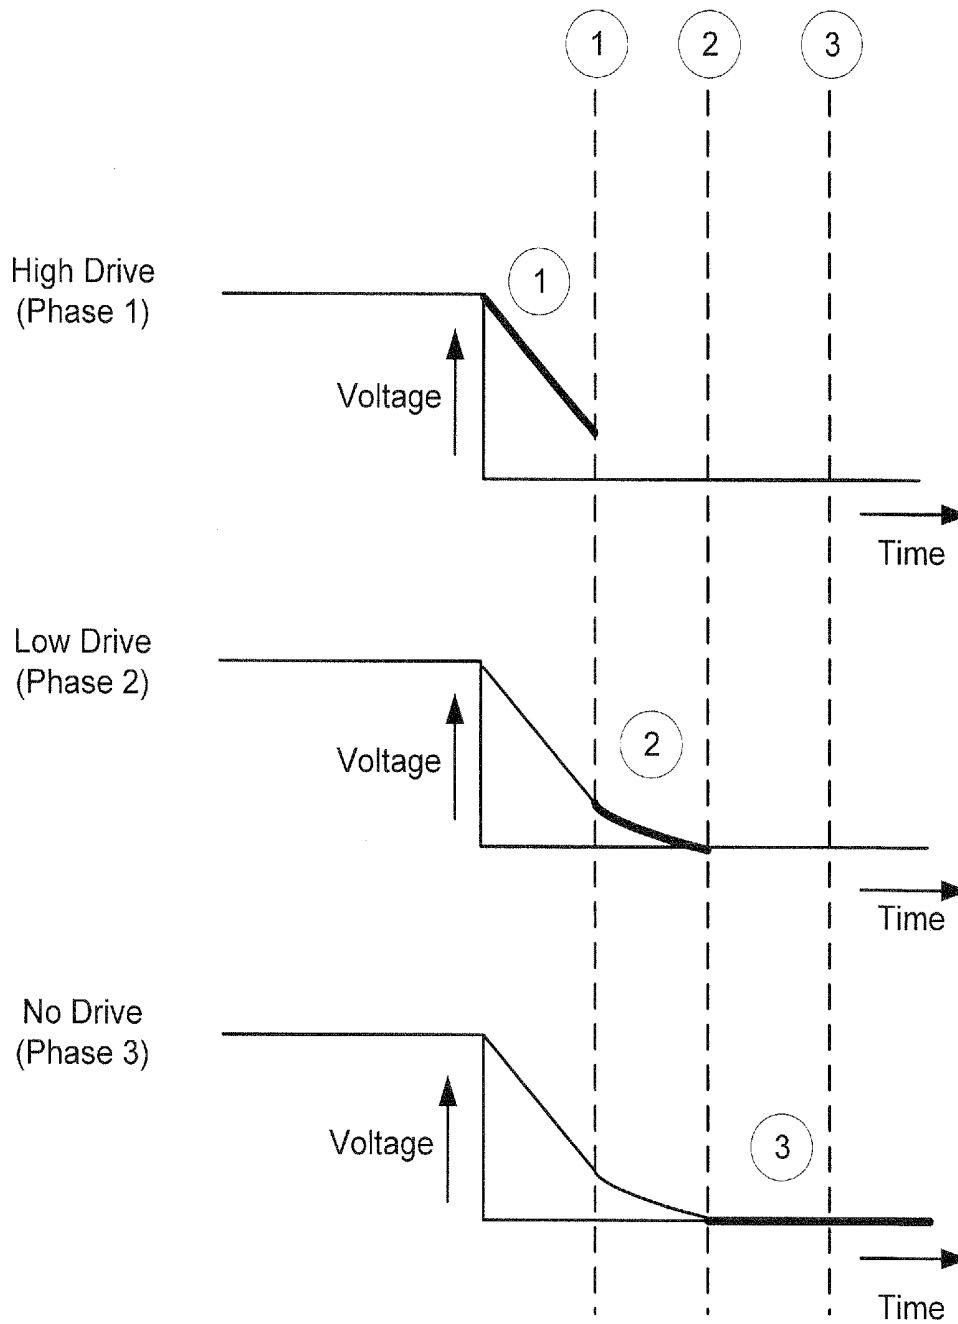 1 2 3
High Drive
(Phase 1)
1
Voltage
Time
Low Drive
(Phase 2)
2
Voltage
Time
No Drive
(Phase 3)
3
Voltage
Time